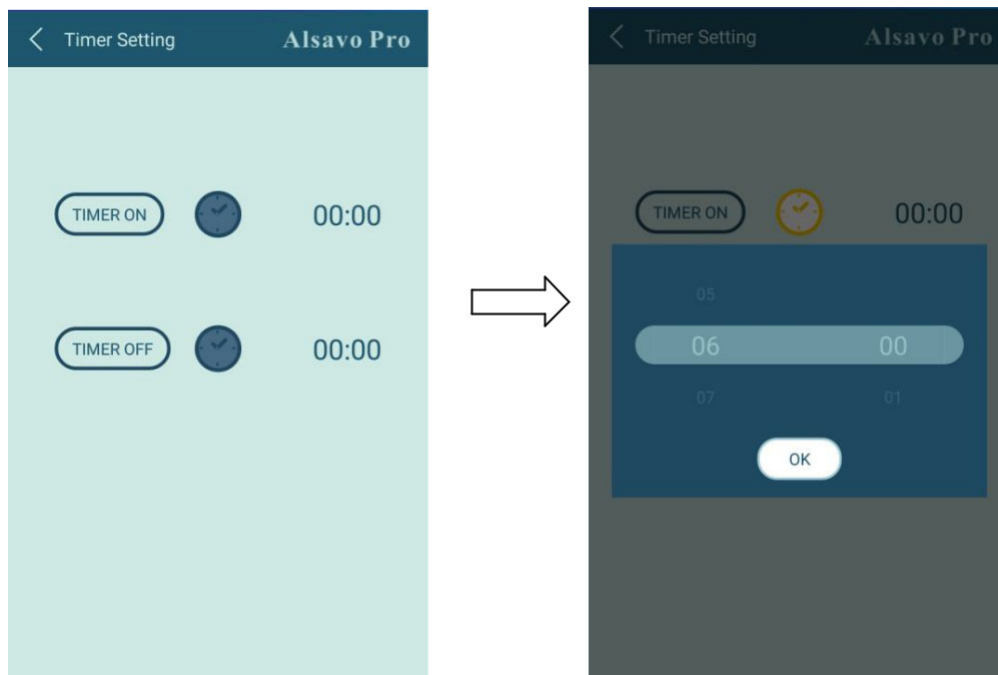 Timer Setting Alsavo Pro
TIMER ON 00:00
TIMER OFF 00:00
Timer Setting Alsavo Pro
TIMER ON 00:00
05
06 00
07 01
OK